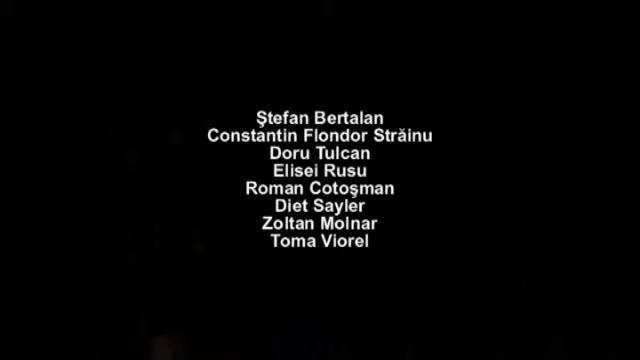 Ştefan Bertalan
Constantin Flondor Străinu
Doru Tulcan
Elisei Rusu
Roman Cotoşman
Diet Sayler
Zoltan Molnar
Toma Viorel